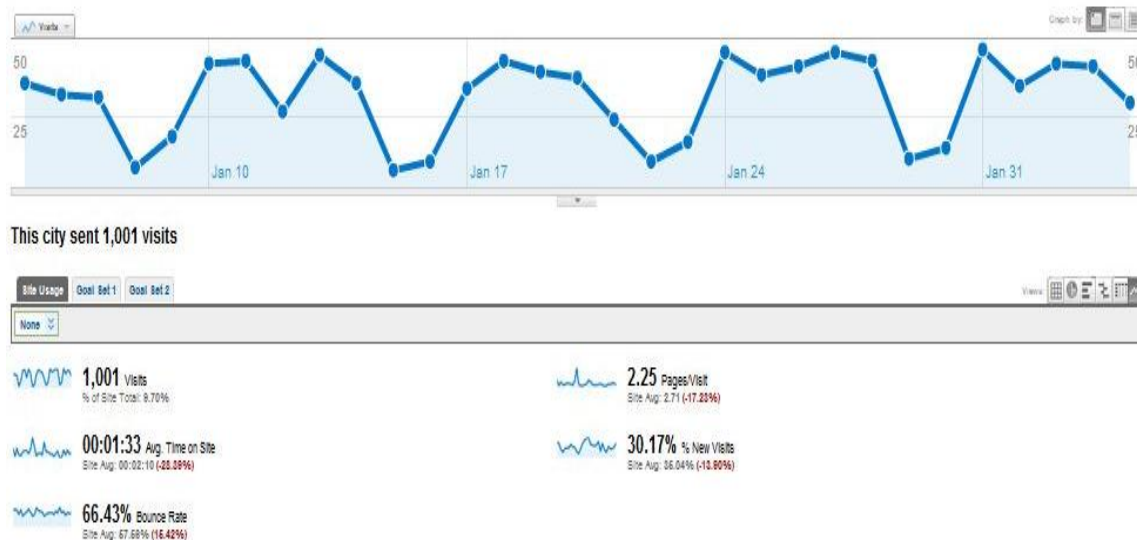 Visits
Graph by:
50
50
25
25
Jan 10
Jan 17
Jan 24
Jan 31
This city sent 1,001 visits
Site Usage
Goal Set 1
Goal Set 2
Views:
None
1,001 Visits
% of Site Total: 9.70%
2.25 Pages/Visit
Site Avg: 2.71 (-17.23%)
00:01:33 Avg. Time on Site
Site Avg: 00:02:10 (-28.39%)
30.17% % New Visits
Site Avg: 35.04% (-13.90%)
66.43% Bounce Rate
Site Avg: 57.56% (15.42%)